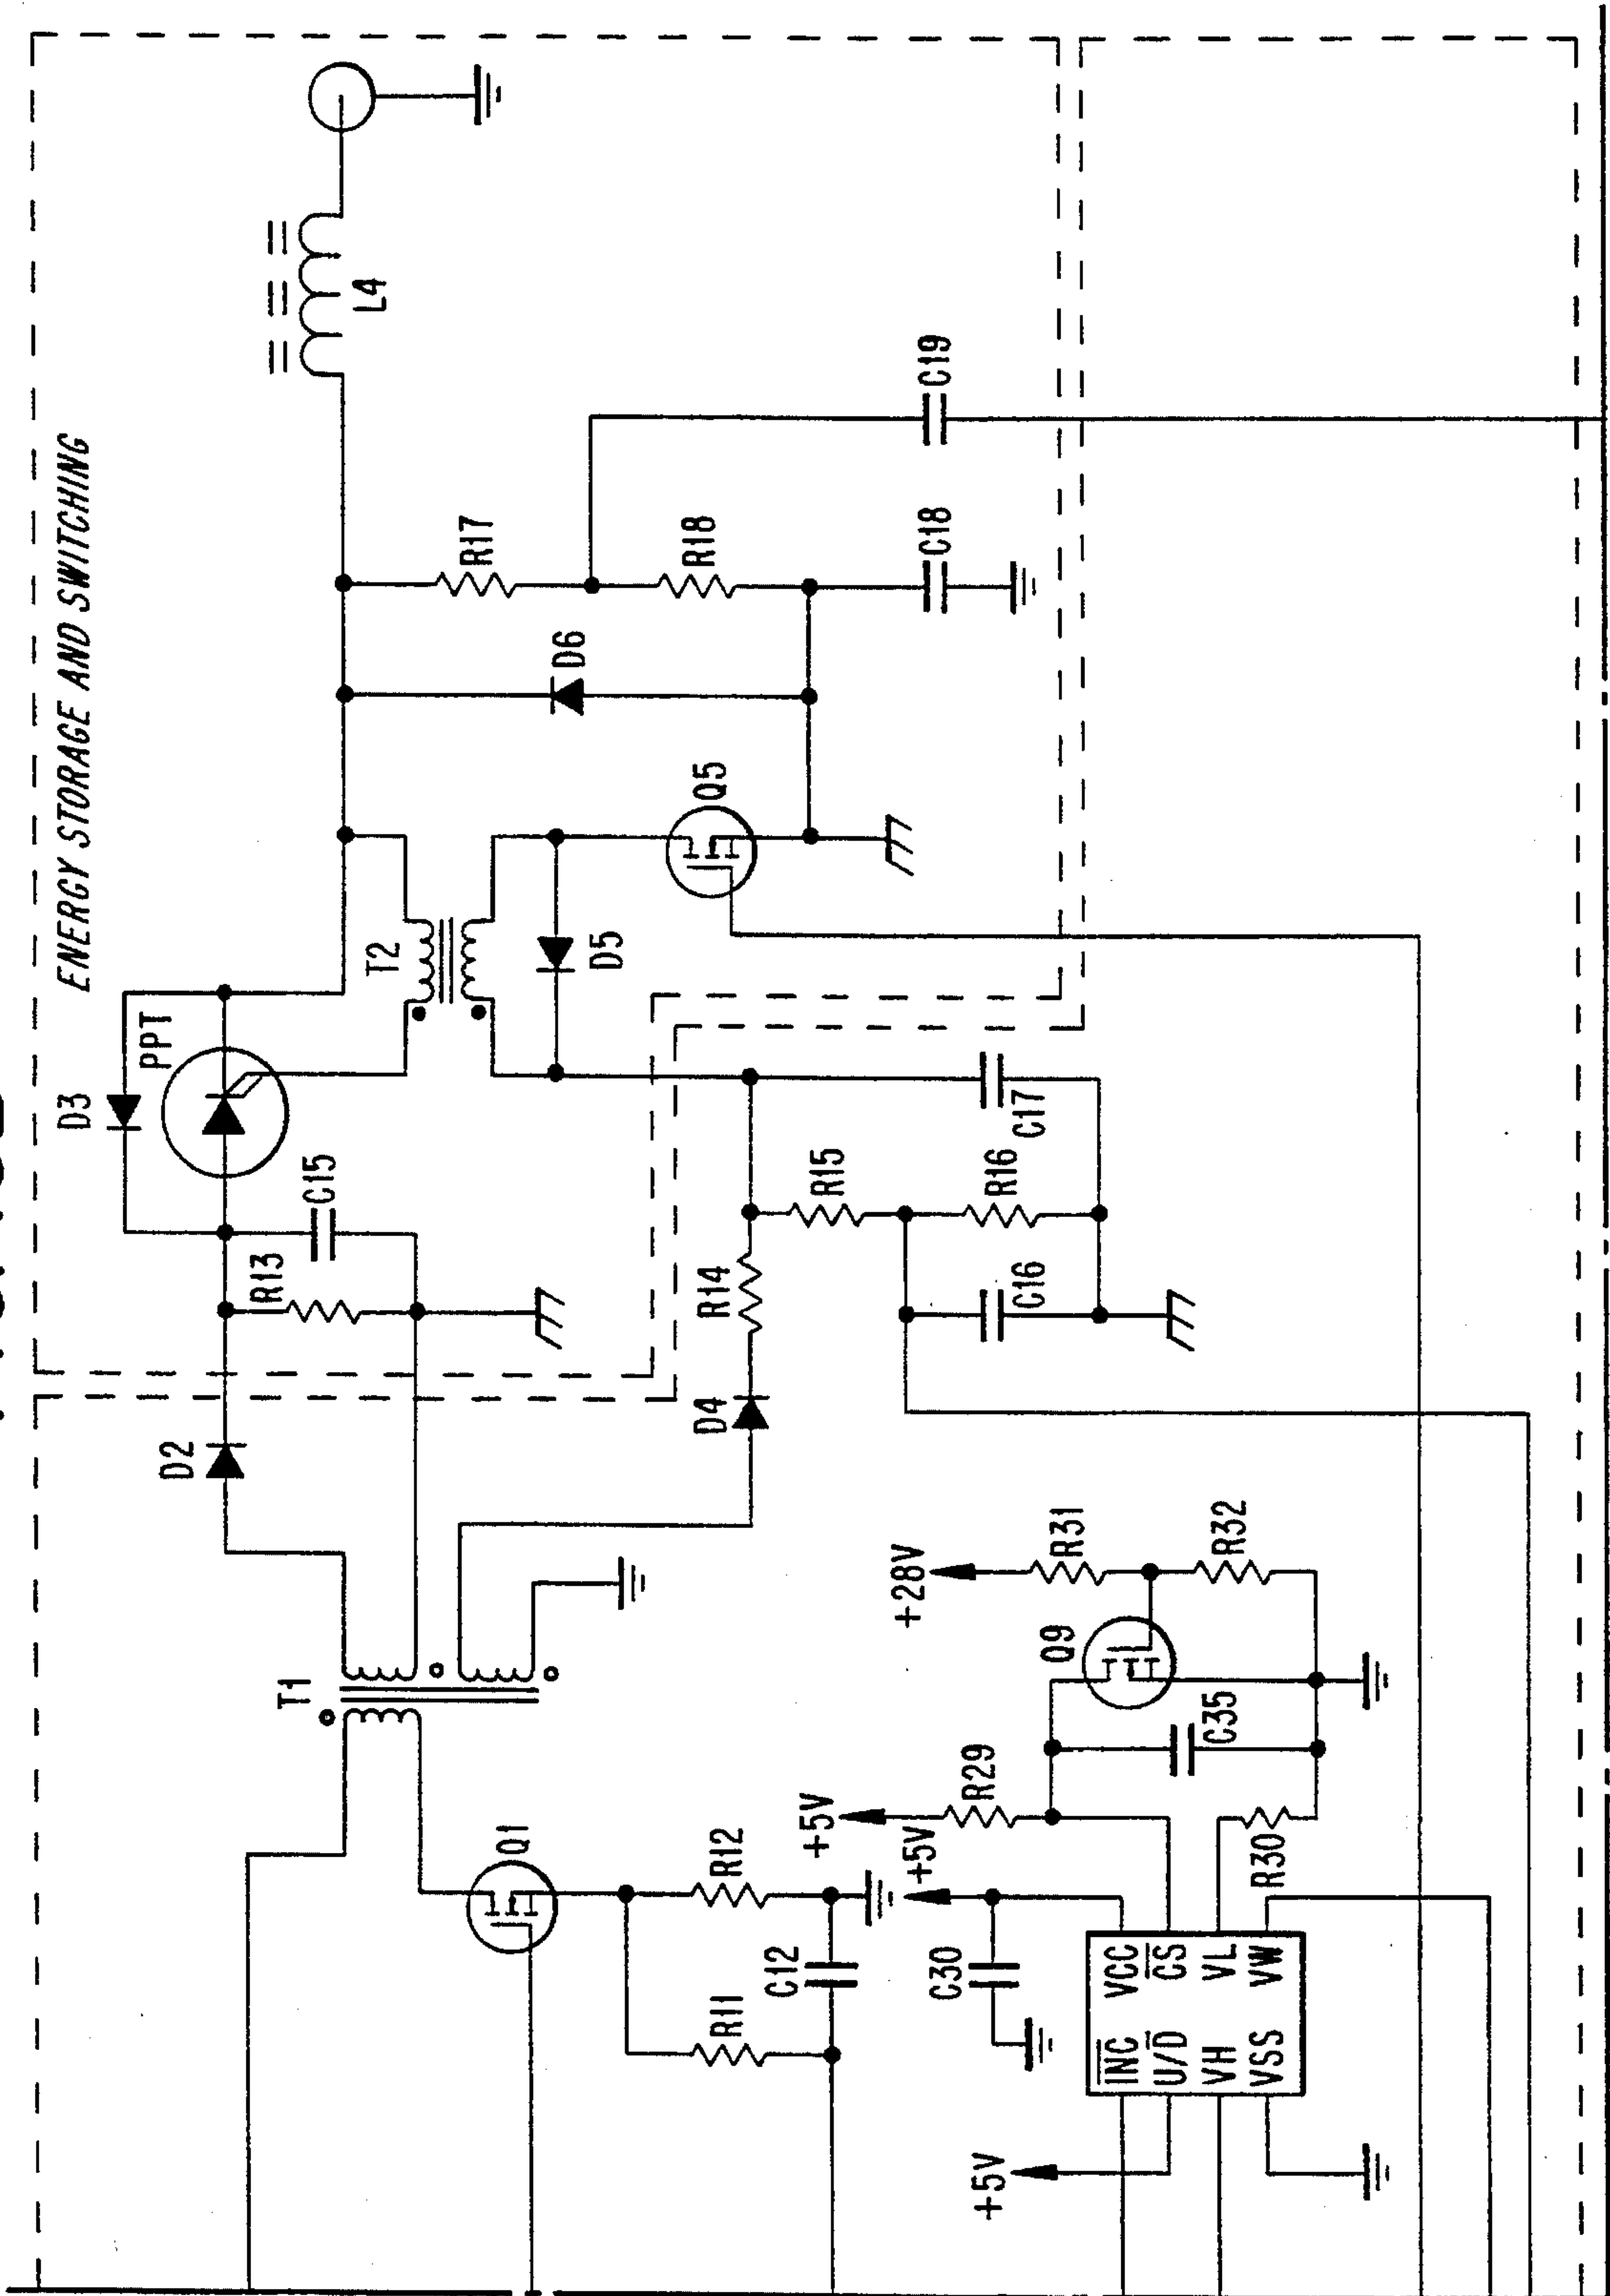 ENERGY STORAGE AND SWITCHING
D3
PPT
D2
R13
C15
T2
L4
T1
D5
D6
R17
R18
Q5
C19
C18
Q1
D4
R14
R15
C17
R16
C16
R12
R11
C12
+5V
R29
+28V
R31
Q9
R32
C35
+5V
C30
R30
+5V
INC
VCC
U/D
CS
VH
VL
VSS
VW